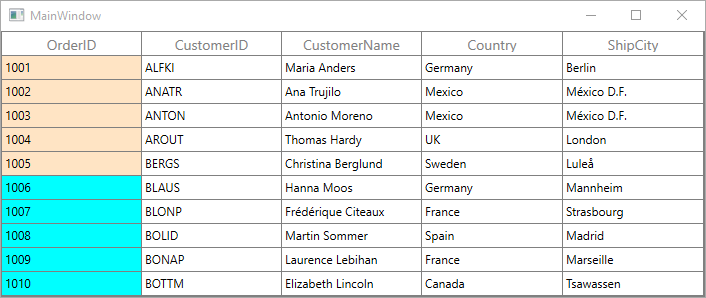 MainWindow
OrderID CustomerID CustomerName Country ShipCity
1001 ALFKI Maria Anders Germany Berlin
1002 ANATR Ana Trujilo Mexico México D.F.
1003 ANTON Antonio Moreno Mexico México D.F.
1004 AROUT Thomas Hardy UK London
1005 BERGS Christina Berglund Sweden Luleå
1006 BLAUS Hanna Moos Germany Mannheim
1007 BLONP Frédérique Citeaux France Strasbourg
1008 BOLID Martin Sommer Spain Madrid
1009 BONAP Laurence Lebihan France Marseille
1010 BOTTM Elizabeth Lincoln Canada Tsawassen